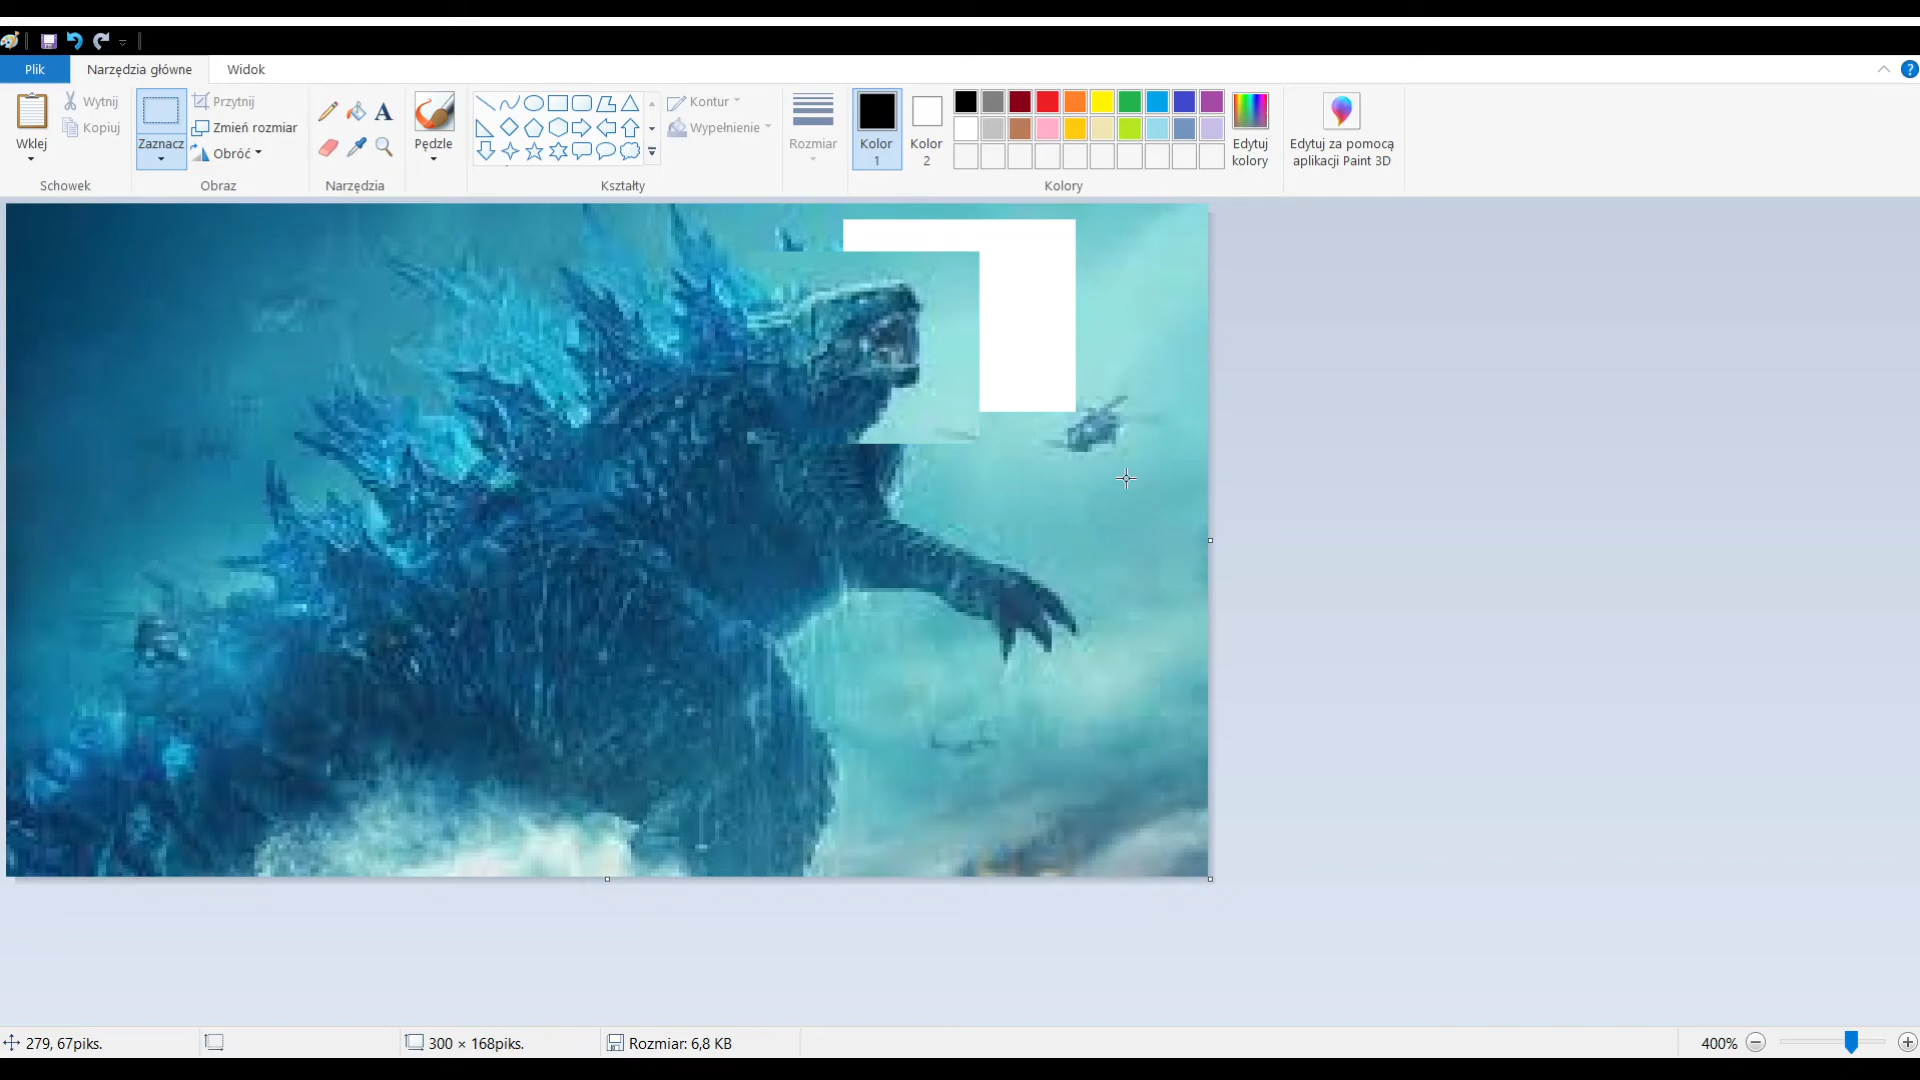 Plik Narzędzia główne Widok
Wklej
Wytnij
Kopiuj
Schowek
Zaznacz
Przytnij
Zmień rozmiar
Obróć
Obraz
A
Narzędzia
Pędzle
Kontur
Wypełnienie
Kształty
Rozmiar
Kolor
1
Kolor
2
Edytuj
kolory
Kolory
Edytuj za pomocą
aplikacji Paint 3D
?
279, 67piks. 300 × 168piks. Rozmiar: 6,8 KB 400%